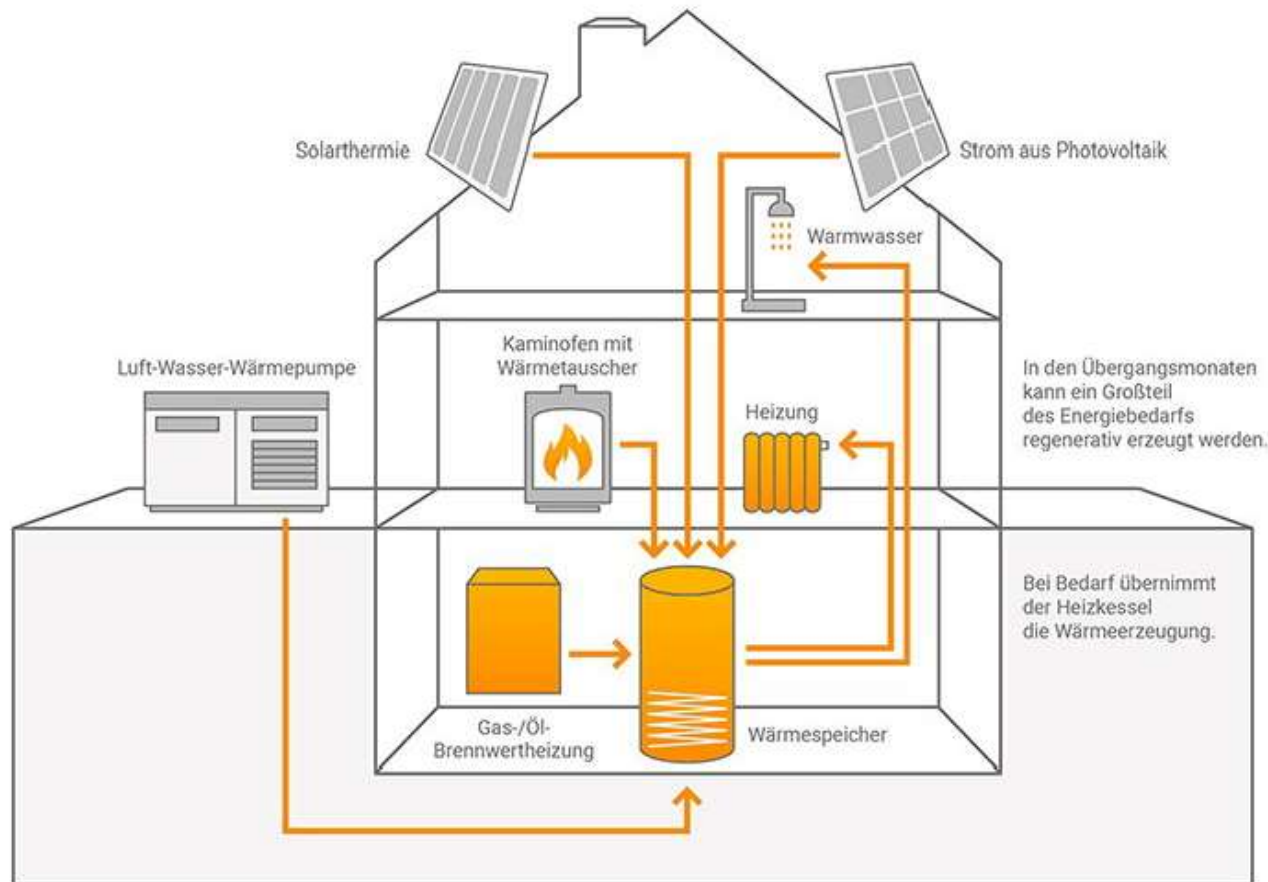 Solarthermie
Strom aus Photovoltaik
Warmwasser
Luft-Wasser-Wärmepumpe
Kaminofen mit
Wärmetauscher
Heizung
In den Übergangsmonaten
kann ein Großteil
des Energiebedarfs
regenerativ erzeugt werden.
Bei Bedarf übernimmt
der Heizkessel
die Wärmeerzeugung.
Gas-/Öl-
Brennwertheizung
Wärmespeicher